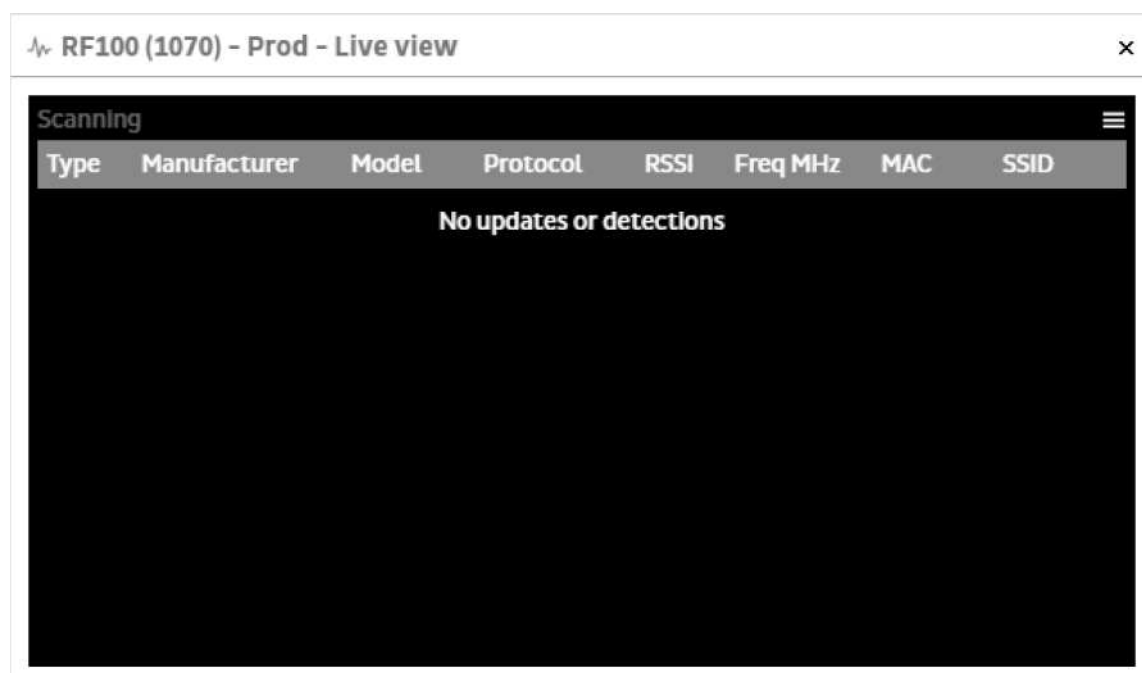 RF100 (1070) - Prod - Live view
Scanning
Type Manufacturer Model Protocol RSSI Freq MHz MAC SSID
No updates or detections